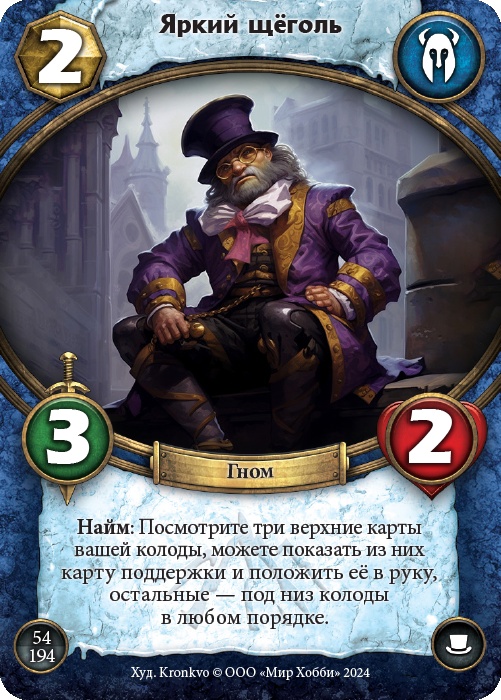 Яркий щёголь
2
3
2
Гном
Найм: Посмотрите три верхние карты
вашей колоды, можете показать из них
карту поддержки и положить её в руку,
остальные — под низ колоды
в любом порядке.
54
194
Худ. Kronkvo © ООО «Мир Хобби» 2024